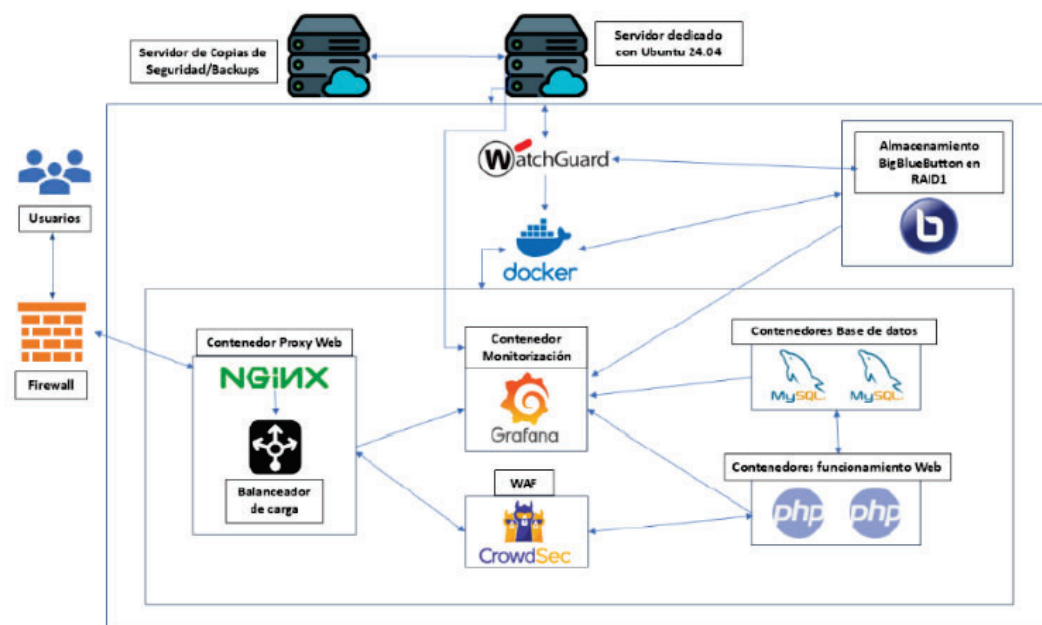 Servidor de Copias de
Seguridad/Backups
Servidor dedicado
con Ubuntu 24.04
WatchGuard
Almacenamiento
BigBlueButton en
RAID1
b
Usuarios
docker
Firewall
Contenedor Proxy Web
NGiNX
Balanceador
de carga
Contenedor
Monitorización
Grafana
Contenedores Base de datos
MySQL
MySQL
WAF
CrowdSec
Contenedores funcionamiento Web
php
php